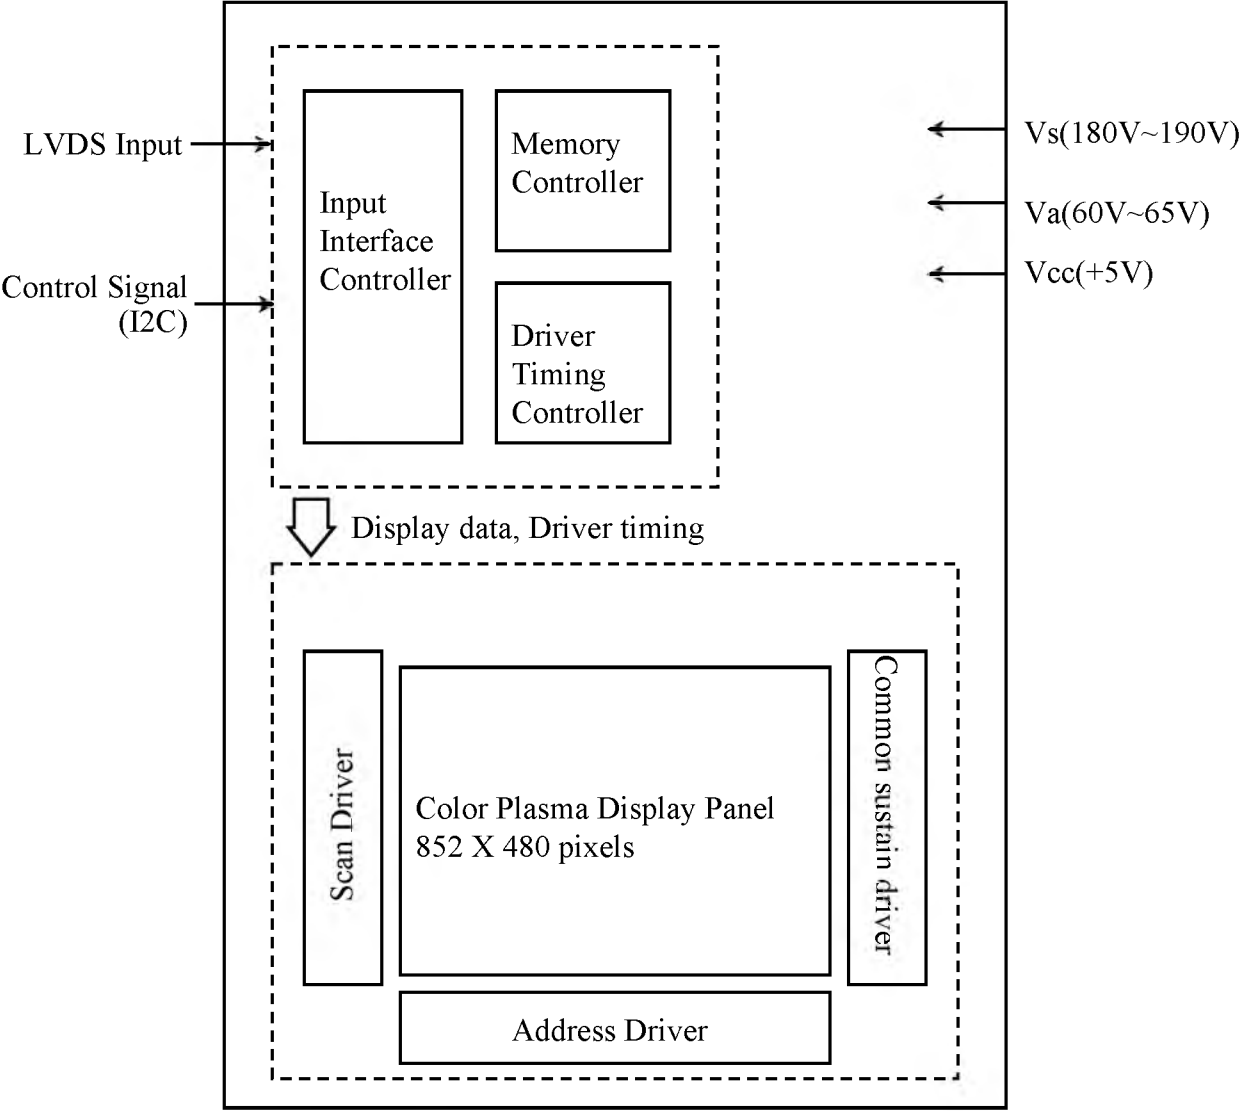 LVDS Input
Control Signal
(I2C)
Input
Interface
Controller
Memory
Controller
Driver
Timing
Controller
Vs(180V~190V)
Va(60V~65V)
Vcc(+5V)
Display data, Driver timing
Scan Driver
Color Plasma Display Panel
852 X 480 pixels
Common sustain driver
Address Driver